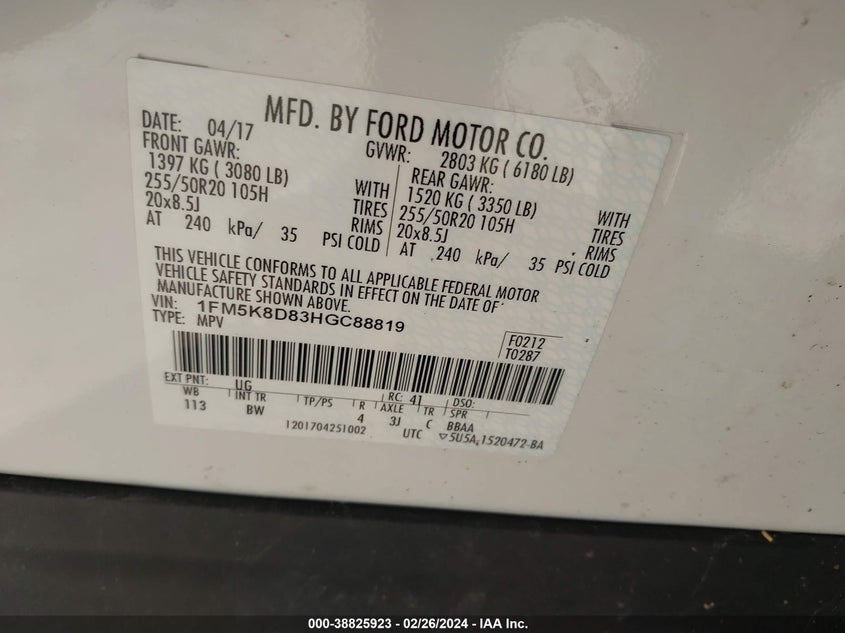 MFD. BY FORD MOTOR CO.
DATE: 04/17 GVWR: 2803 KG ( 6180 LB)
FRONT GAWR: REAR GAWR:
1397 KG ( 3080 LB) WITH 1520 KG ( 3350 LB) WITH
255/50R20 105H TIRES 255/50R20 105H TIRES
20x8.5J RIMS 20x8.5J RIMS
AT 240 kPa/ 35 PSI COLD AT 240 kPa/ 35 PSI COLD
THIS VEHICLE CONFORMS TO ALL APPLICABLE FEDERAL MOTOR
VEHICLE SAFETY STANDARDS IN EFFECT ON THE DATE OF
MANUFACTURE SHOWN ABOVE.
VIN: 1FM5K8D83HGC88819
TYPE: MPV
F0212
T0287
EXT PNT: UG RC: 41 DSO:
WB INT TR TP/PS R AXLE TR SPR
113 BW 4 3J C BBAA
1201704251002 UTC ▽5U5A-1520472-BA
000-38825923 - 02/26/2024 - IAA Inc.